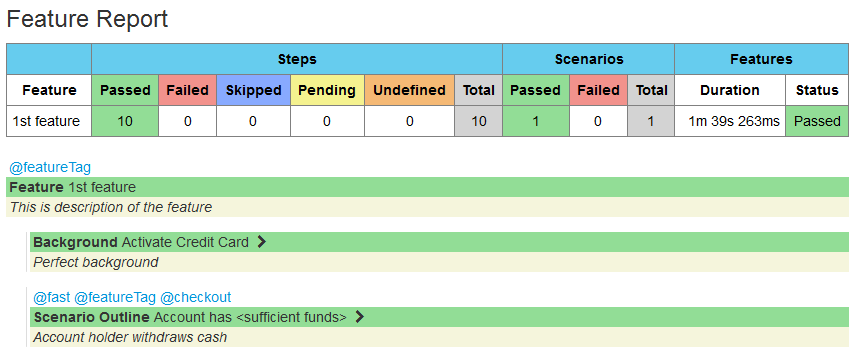 Feature Report
Steps Scenarios Features
Feature Passed Failed Skipped Pending Undefined Total Passed Failed Total Duration Status
1st feature 10 0 0 0 0 10 1 0 1 1m 39s 263ms Passed
@featureTag
Feature 1st feature
This is description of the feature
Background Activate Credit Card
Perfect background
@fast @featureTag @checkout
Scenario Outline Account has <sufficient funds>
Account holder withdraws cash